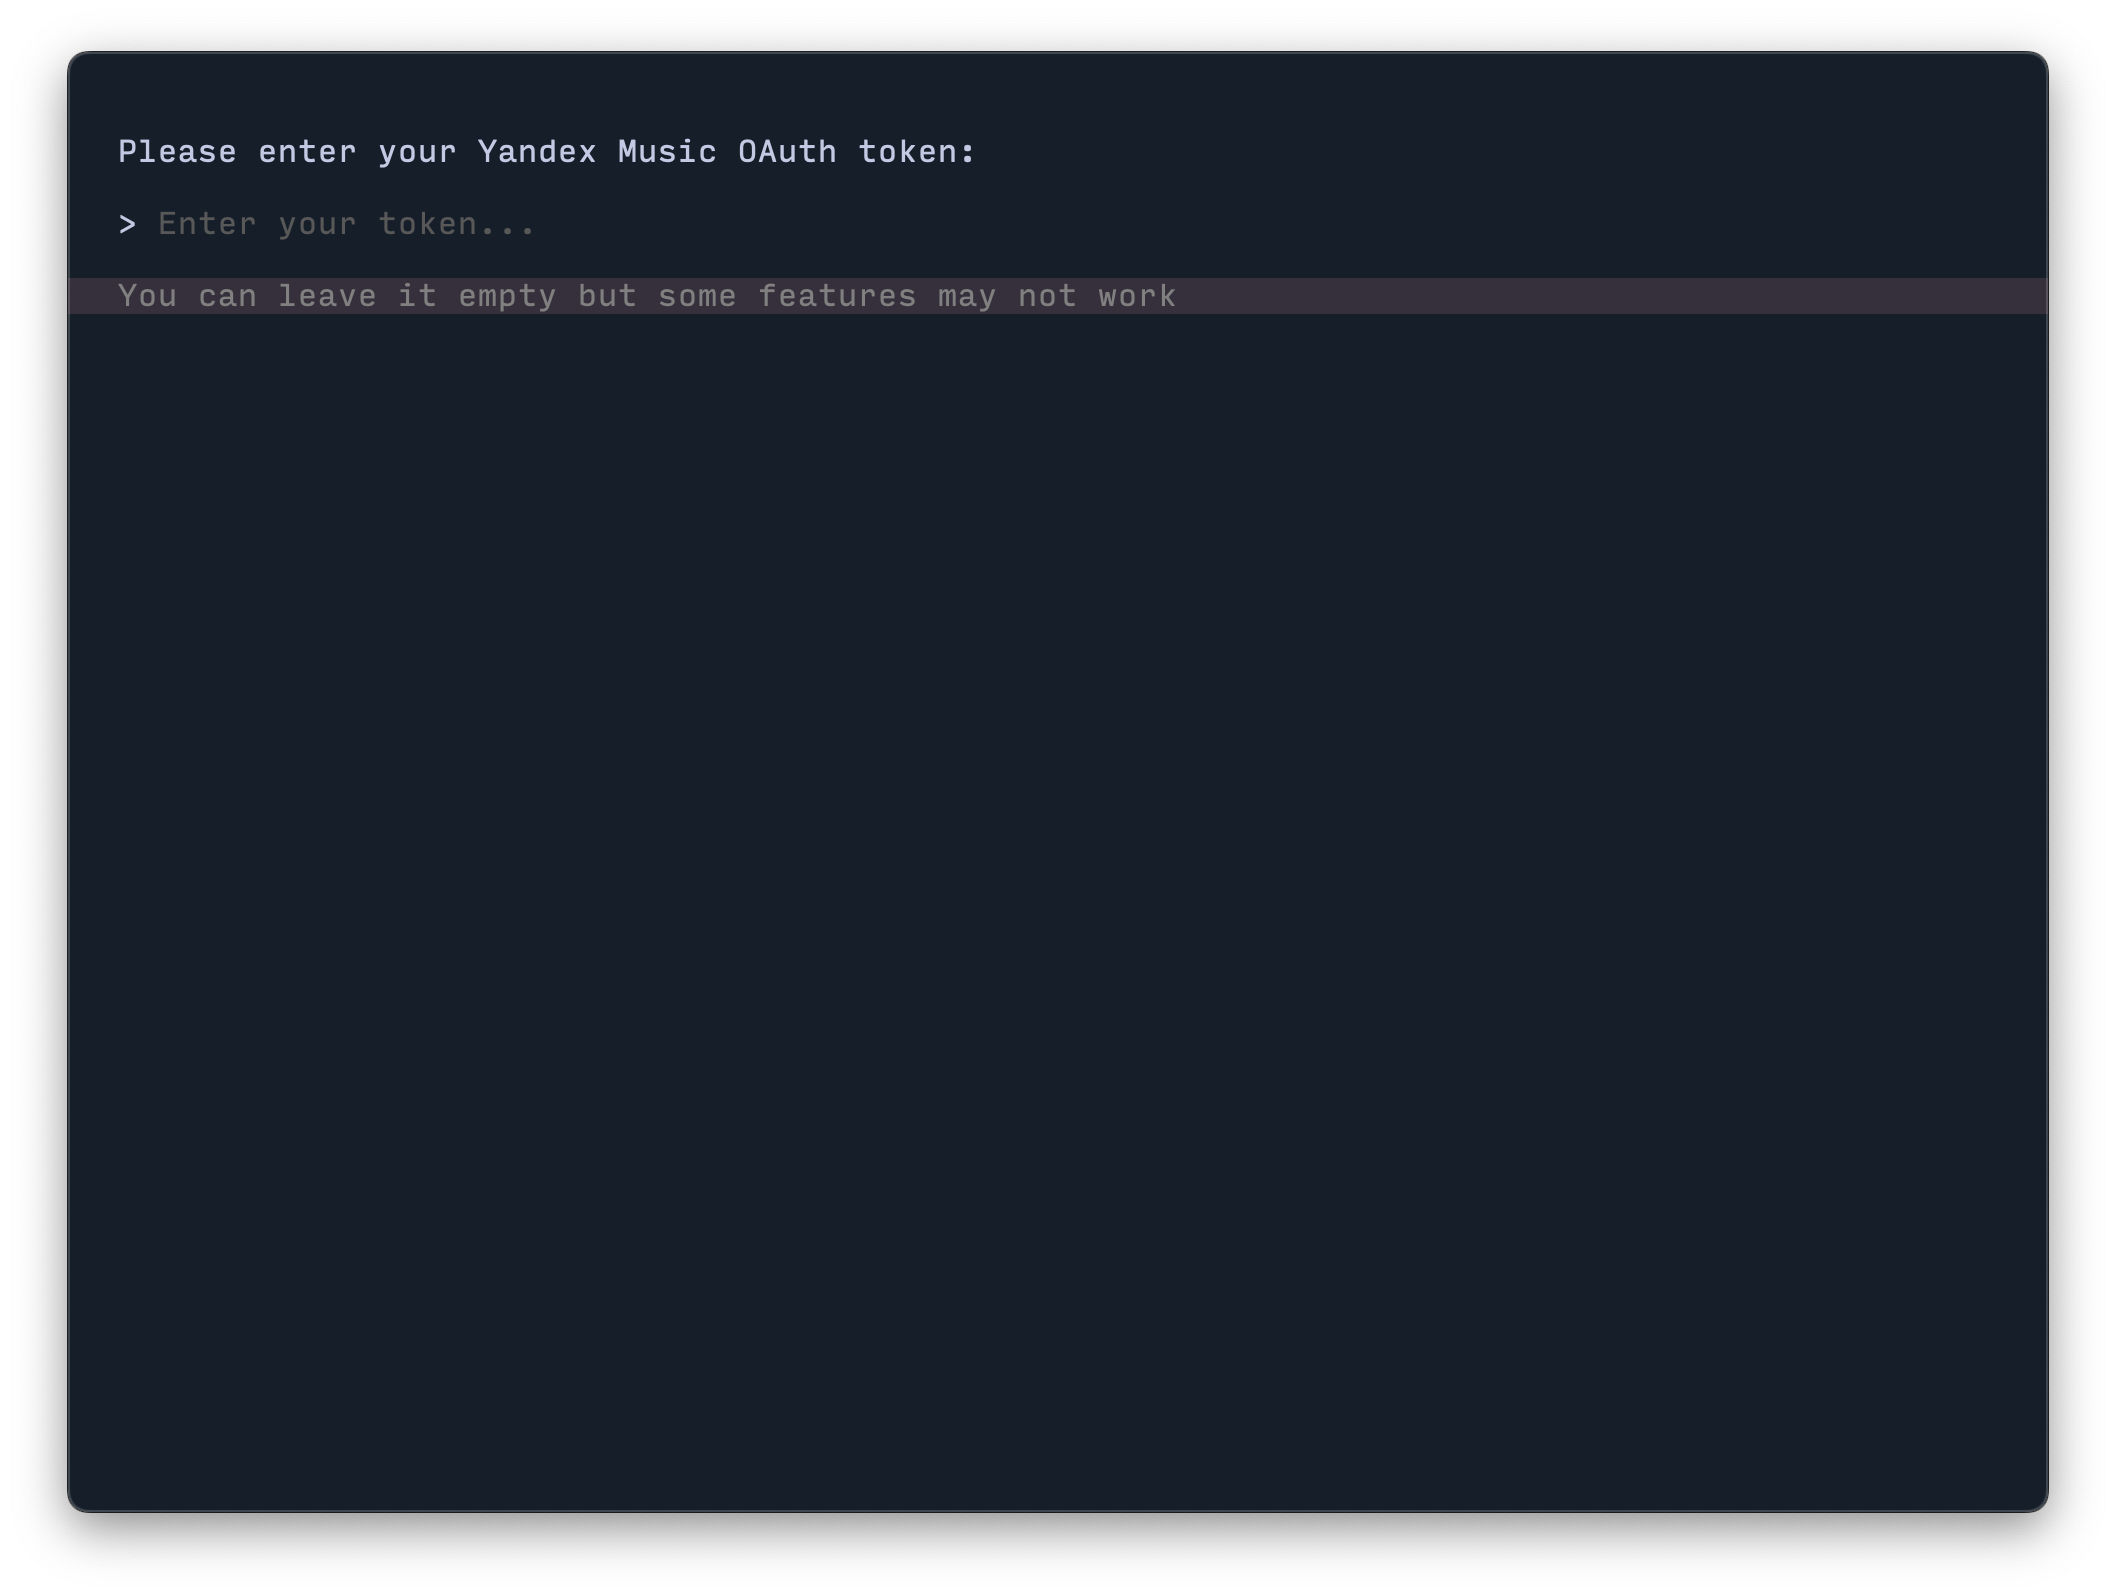 Please enter your Yandex Music OAuth token:
> Enter your token...
You can leave it empty but some features may not work